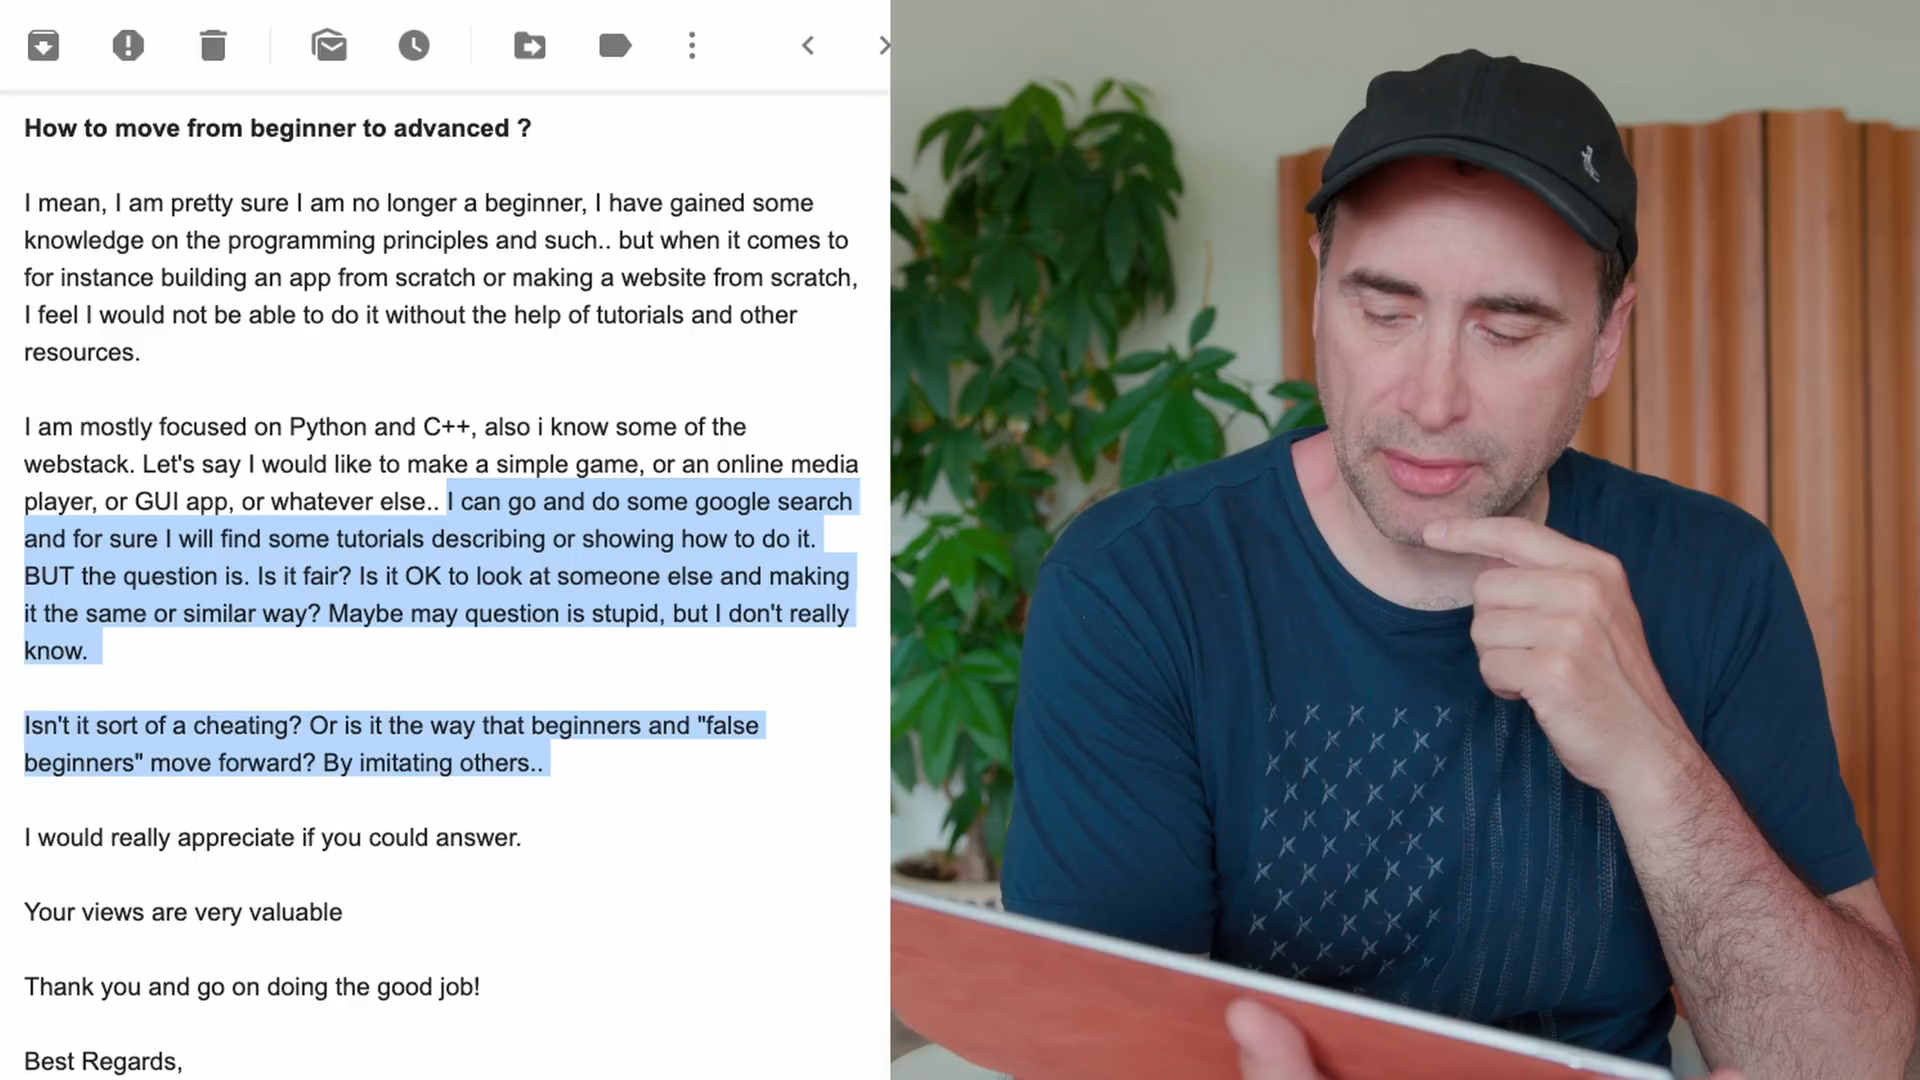 How to move from beginner to advanced ?
I mean, I am pretty sure I am no longer a beginner, I have gained some
knowledge on the programming principles and such.. but when it comes to
for instance building an app from scratch or making a website from scratch,
I feel I would not be able to do it without the help of tutorials and other
resources.
I am mostly focused on Python and C++, also i know some of the
webstack. Let's say I would like to make a simple game, or an online media
player, or GUI app, or whatever else.. I can go and do some google search
and for sure I will find some tutorials describing or showing how to do it.
BUT the question is. Is it fair? Is it OK to look at someone else and making
it the same or similar way? Maybe may question is stupid, but I don't really
know.
Isn't it sort of a cheating? Or is it the way that beginners and "false
beginners" move forward? By imitating others..
I would really appreciate if you could answer.
Your views are very valuable
Thank you and go on doing the good job!
Best Regards,